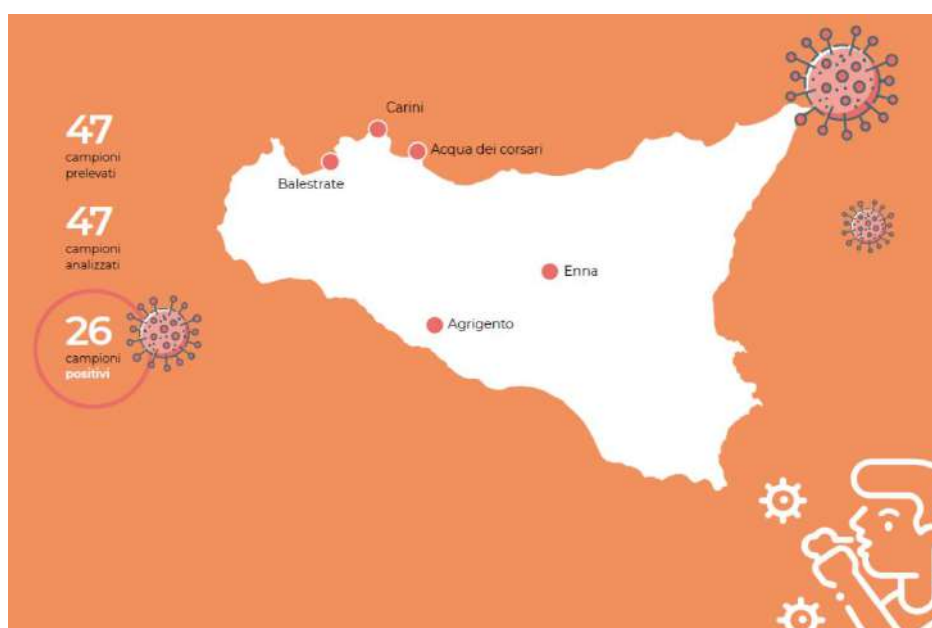 47
campioni
prelevati
47
campioni
analizzati
26
campioni
positivi
Carini
Acqua dei corsari
Balestrate
Enna
Agrigento